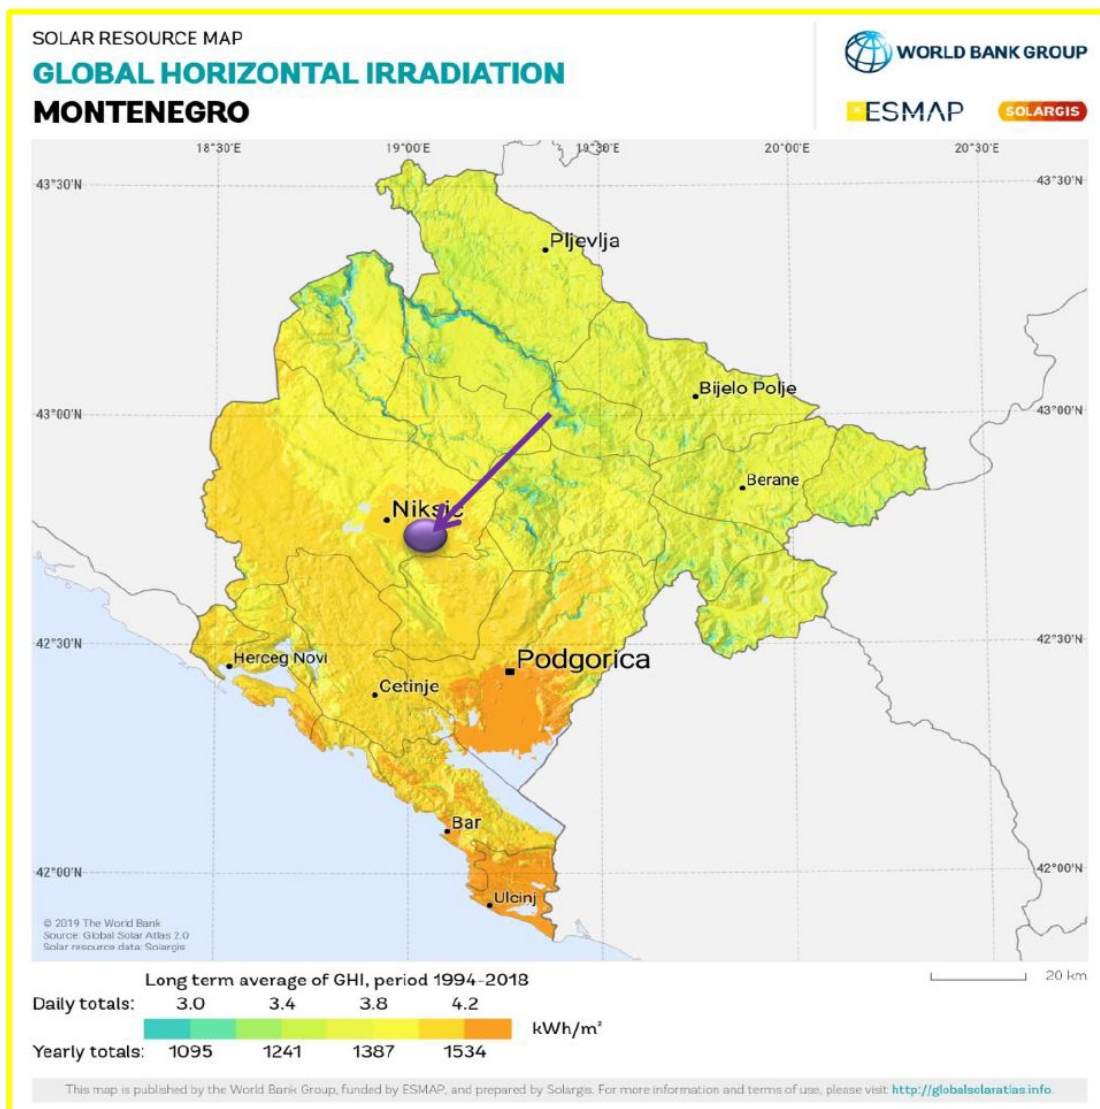 SOLAR RESOURCE MAP
GLOBAL HORIZONTAL IRRADIATION
MONTENEGRO
WORLD BANK GROUP
ESMAP
SOLARGIS
18°30'E 19°00'E 19°30'E 20°00'E 20°30'E
43°30'N 43°30'N
Pljevlja
Bijelo Polje
43°00'N 43°00'N
Berane
Niksic
42°30'N 42°30'N
Herceg Novi
Podgorica
Cetinje
Bar
42°00'N 42°00'N
Ulcinj
© 2019 The World Bank
Source: Global Solar Atlas 2.0
Solar resource data: Solargis
Long term average of GHI, period 1994-2018
20 km
Daily totals: 3.0 3.4 3.8 4.2
kWh/m²
Yearly totals: 1095 1241 1387 1534
This map is published by the World Bank Group, funded by ESMAP, and prepared by Solargis. For more information and terms of use, please visit http://globalsolaratlas.info.